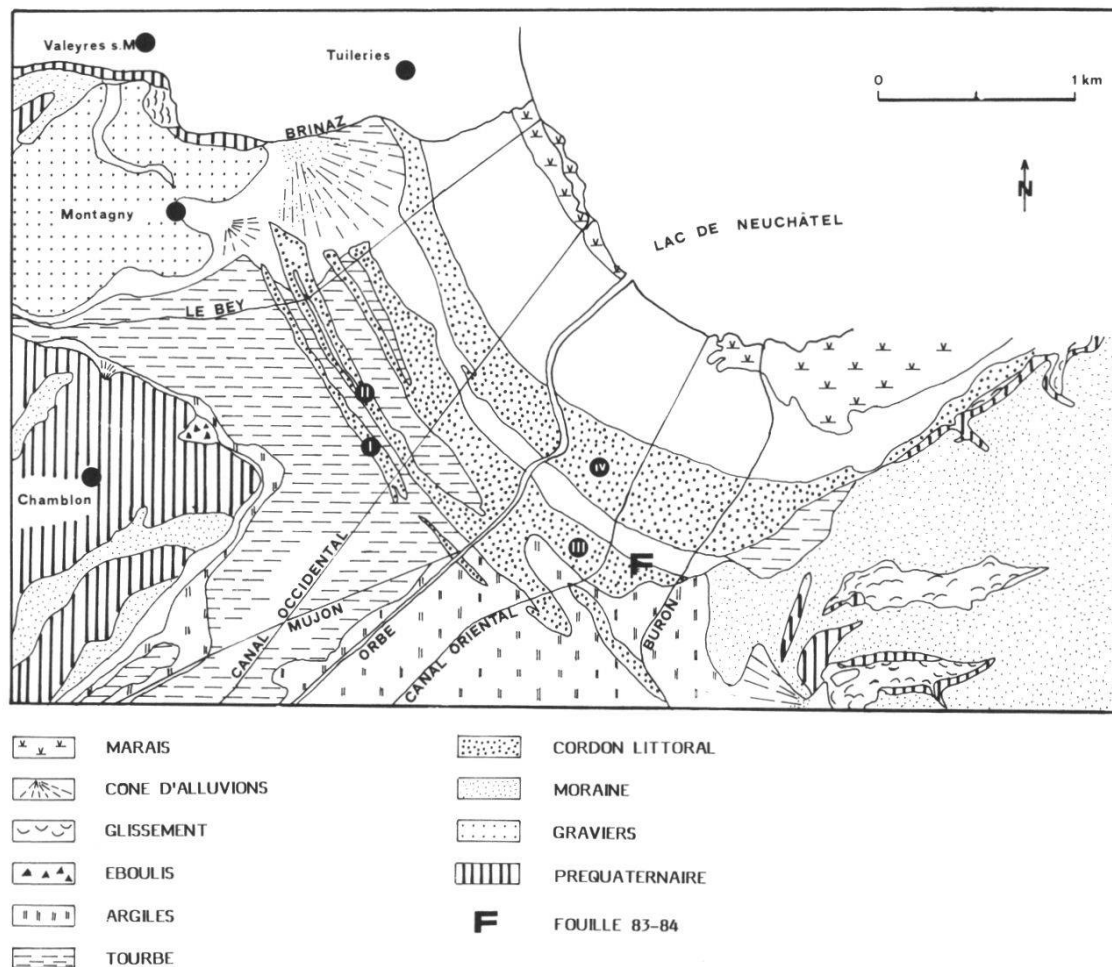 Valeyres s.M
Tuileries
0 1 km
BRINAZ
N
Montagny
LAC DE NEUCHÂTEL
LE BEY
II
I
IV
Chamblon
III
F
CANAL OCCIDENTAL
MUJON
ORBE
CANAL ORIENTAL
BURON
MARAIS
CONE D'ALLUVIONS
GLISSEMENT
EBOULIS
ARGILES
TOURBE
CORDON LITTORAL
MORAINE
GRAVIERS
PREQUATERNAIRE
F FOUILLE 83-84